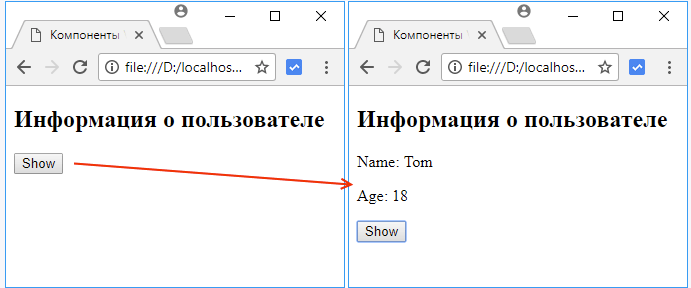 Компоненты
file:///D:/localhos...
Информация о пользователе
Show
Компоненты
file:///D:/localhos...
Информация о пользователе
Name: Tom
Age: 18
Show